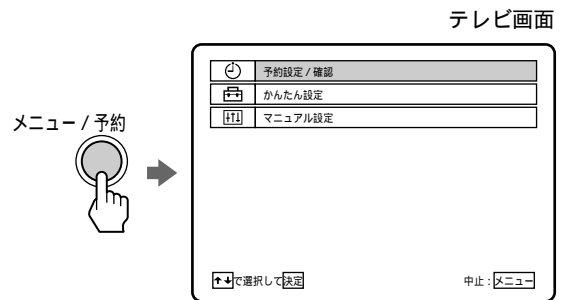 テレビ画面
メニュー / 予約
予約設定 / 確認
かんたん設定
マニュアル設定
↑↓で選択して決定
中止 : メニュー